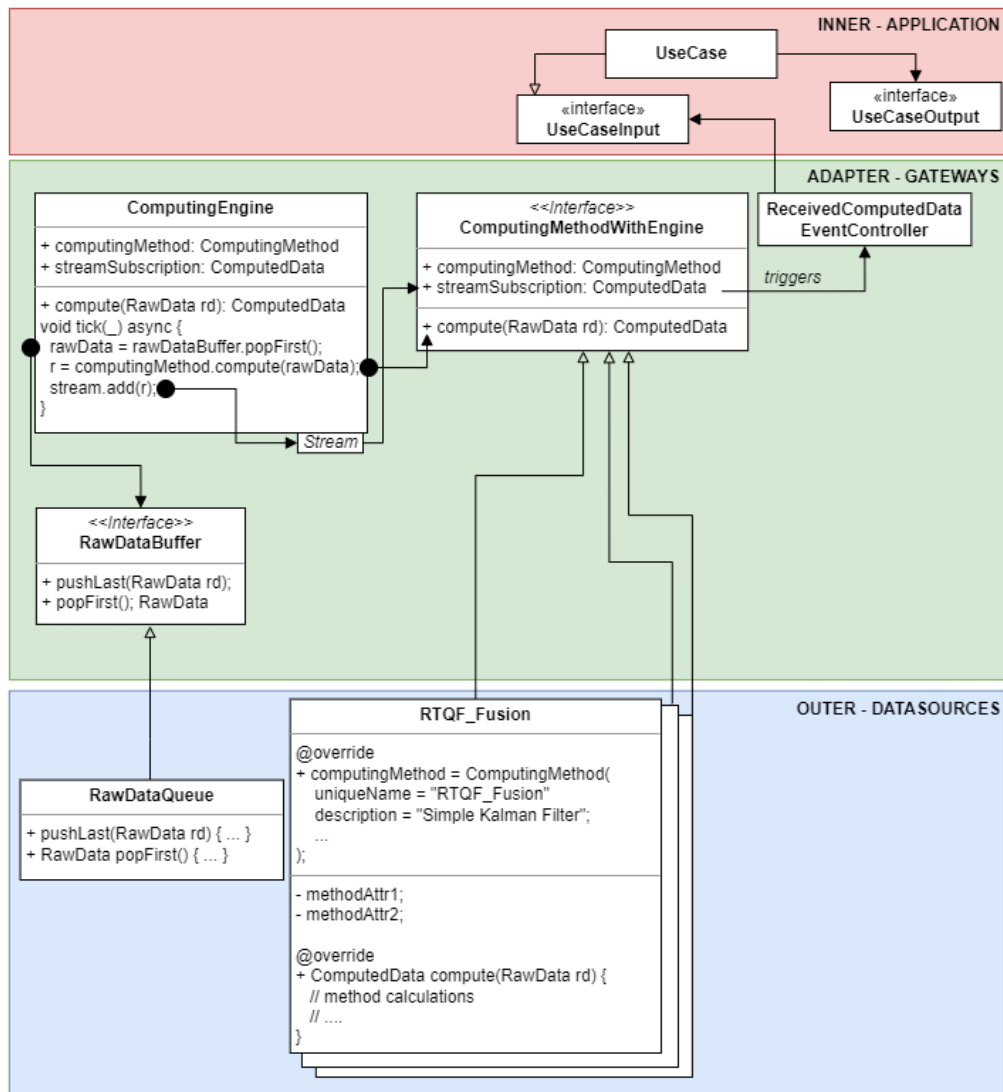 INNER - APPLICATION
UseCase
«interface»
UseCaseInput
«interface»
UseCaseOutput
ADAPTER - GATEWAYS
ComputingEngine
+ computingMethod: ComputingMethod
+ streamSubscription: ComputedData
+ compute(RawData rd): ComputedData
void tick(_) async {
rawData = rawDataBuffer.popFirst();
r = computingMethod.compute(rawData);
stream.add(r);
}
Stream
<<Interface>>
ComputingMethodWithEngine
+ computingMethod: ComputingMethod
+ streamSubscription: ComputedData
+ compute(RawData rd): ComputedData
triggers
ReceivedComputedData
EventController
<<Interface>>
RawDataBuffer
+ pushLast(RawData rd);
+ popFirst(); RawData
OUTER - DATASOURCES
RawDataQueue
+ pushLast(RawData rd) { ... }
+ RawData popFirst() { ... }
RTQF_Fusion
@override
+ computingMethod = ComputingMethod(
uniqueName = "RTQF_Fusion"
description = "Simple Kalman Filter";
...
);
- methodAttr1;
- methodAttr2;
@override
+ ComputedData compute(RawData rd) {
// method calculations
// ....
}